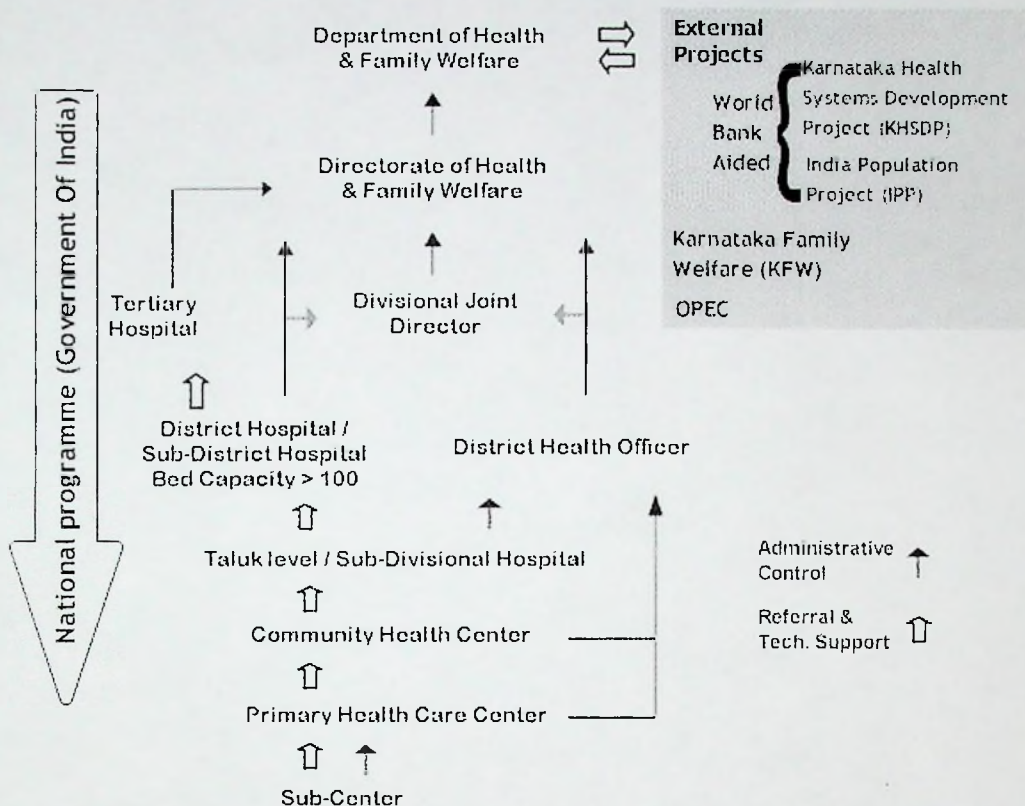 Department of Health
& Family Welfare
External
Projects
World
Bank
Aided
Karnataka Health
Systems Development
Project (KHSDP)
India Population
Project (IPP)
Karnataka Family
Welfare (KFW)
OPEC
National programme (Government Of India)
Directorate of Health
& Family Welfare
Tertiary
Hospital
Divisional Joint
Director
District Hospital /
Sub-District Hospital
Bed Capacity > 100
District Health Officer
Taluk level / Sub-Divisional Hospital
Community Health Center
Primary Health Care Center
Sub-Center
Administrative
Control
Referral &
Tech. Support